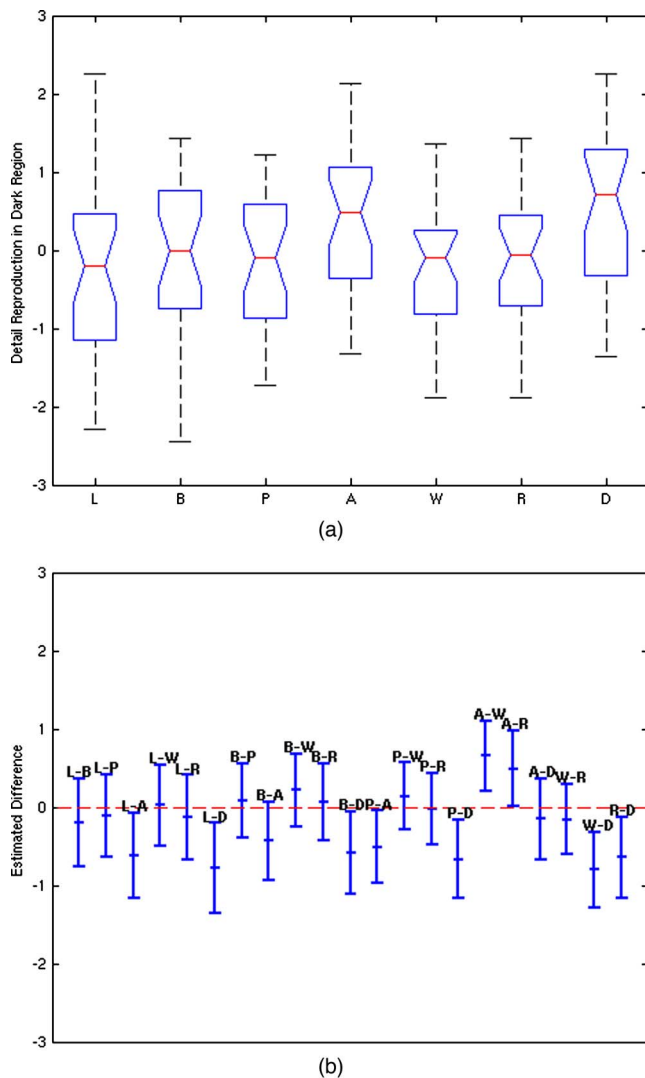 3
2
1
0
-1
-2
-3
Detail Reproduction in Dark Region
L B P A W R D
(a)
3
2
1
0
-1
-2
-3
Estimated Difference
L-B L-P L-A L-W L-R L-D B-P B-A B-W B-R B-D P-A P-W P-R P-D A-W A-R A-D W-R W-D R-D
(b)